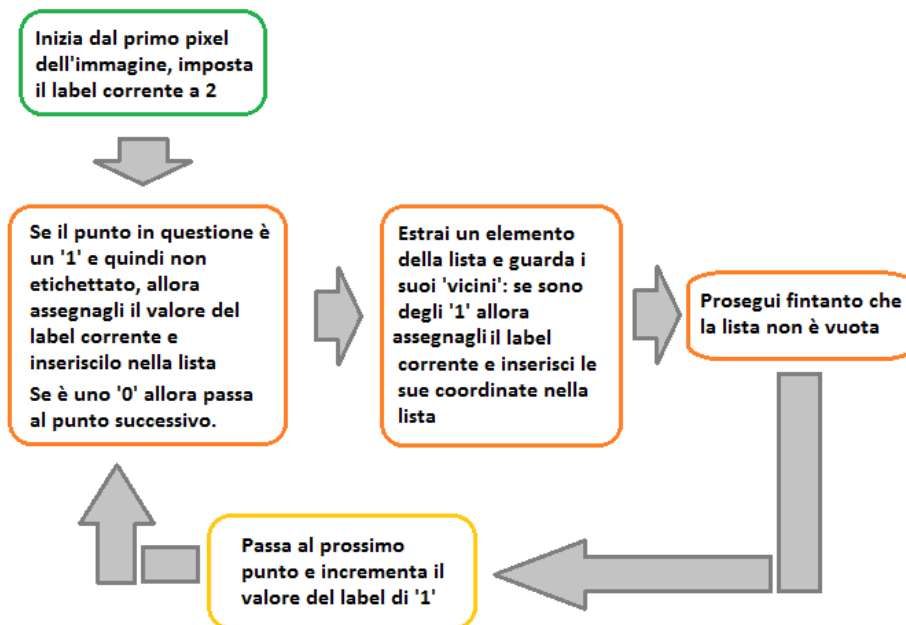 Inizia dal primo pixel
dell'immagine, imposta
il label corrente a 2
Se il punto in questione è
un '1' e quindi non
etichettato, allora
assegnagli il valore del
label corrente e
inseriscilo nella lista
Se è uno '0' allora passa
al punto successivo.
Estrai un elemento
della lista e guarda i
suoi 'vicini': se sono
degli '1' allora
assegnagli il label
corrente e inserisci le
sue coordinate nella
lista
Prosegui fintanto che
la lista non è vuota
Passa al prossimo
punto e incrementa il
valore del label di '1'